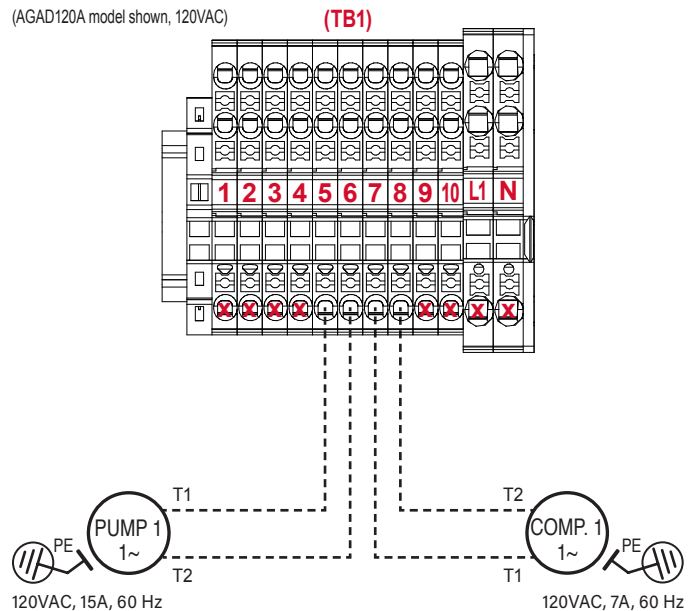 (AGAD120A model shown, 120VAC)
(TB1)
1 2 3 4 5 6 7 8 9 10 L1 N
X X X X X X X X
T1
T2
PUMP 1
1~
COMP. 1
1~
PE
PE
T2
T1
120VAC, 15A, 60 Hz
120VAC, 7A, 60 Hz